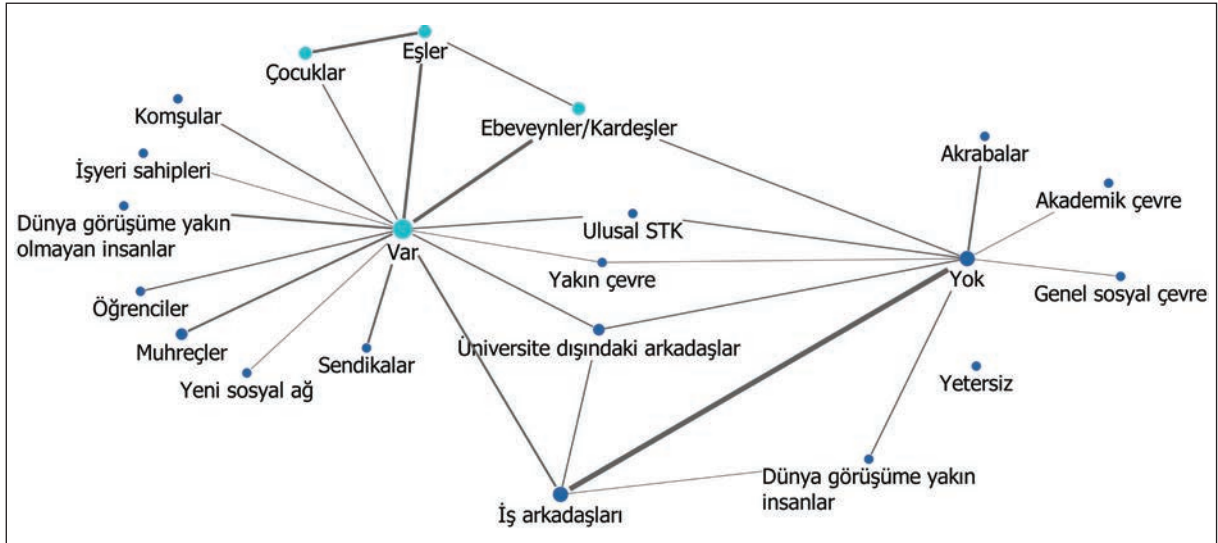 Eşler
Çocuklar
Komşular
Ebeveynler/Kardeşler
Akrabalar
İşyeri sahipleri
Akademik çevre
Dünya görüşüme yakın
olmayan insanlar
Ulusal STK
Var
Yakın çevre
Yok
Genel sosyal çevre
Öğrenciler
Muhreçler
Sendikalar
Üniversite dışındaki arkadaşlar
Yeni sosyal ağ
Yetersiz
Dünya görüşüme yakın
insanlar
İş arkadaşları